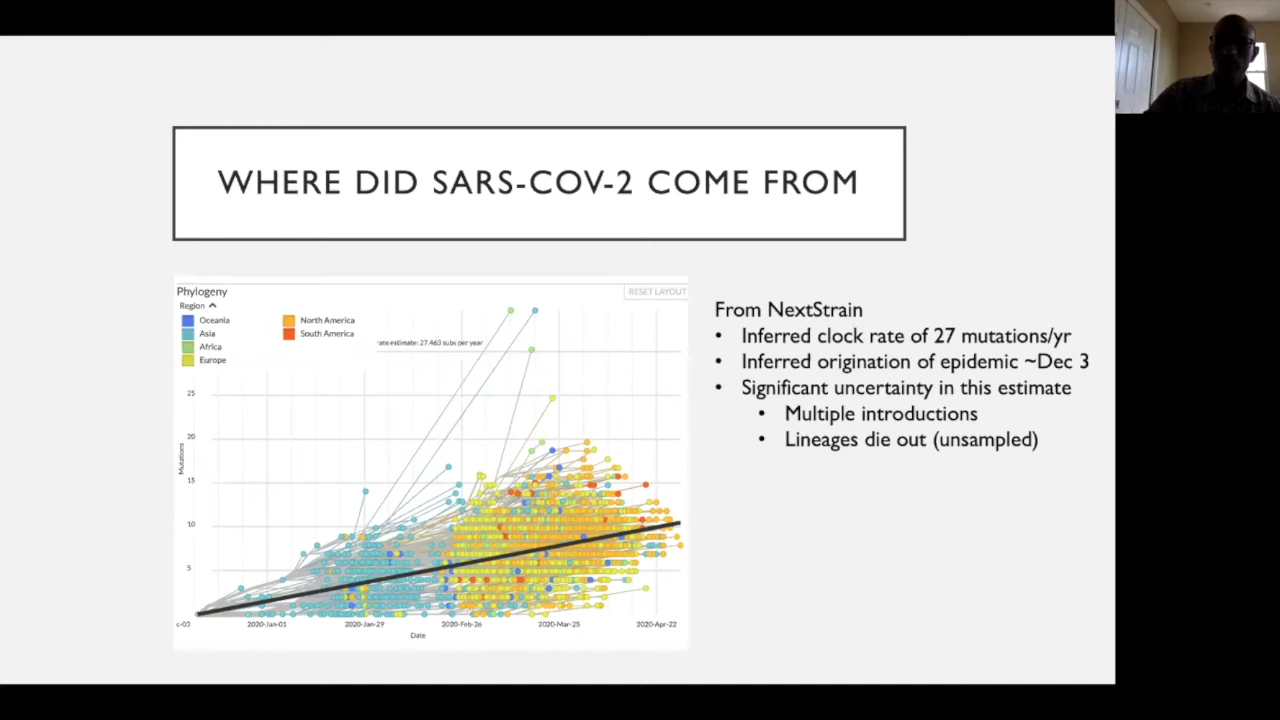 WHERE DID SARS-COV-2 COME FROM
Phylogeny
RESET LAYOUT
Region
Oceania
Asia
Africa
Europe
North America
South America
rate estimate: 27.463 subs per year
25
20
15
10
5
Mutations
c-03
2020-Jan-01
2020-Jan-29
2020-Feb-26
2020-Mar-25
2020-Apr-22
Date
From NextStrain
• Inferred clock rate of 27 mutations/yr
• Inferred origination of epidemic ~Dec 3
• Significant uncertainty in this estimate
• Multiple introductions
• Lineages die out (unsampled)